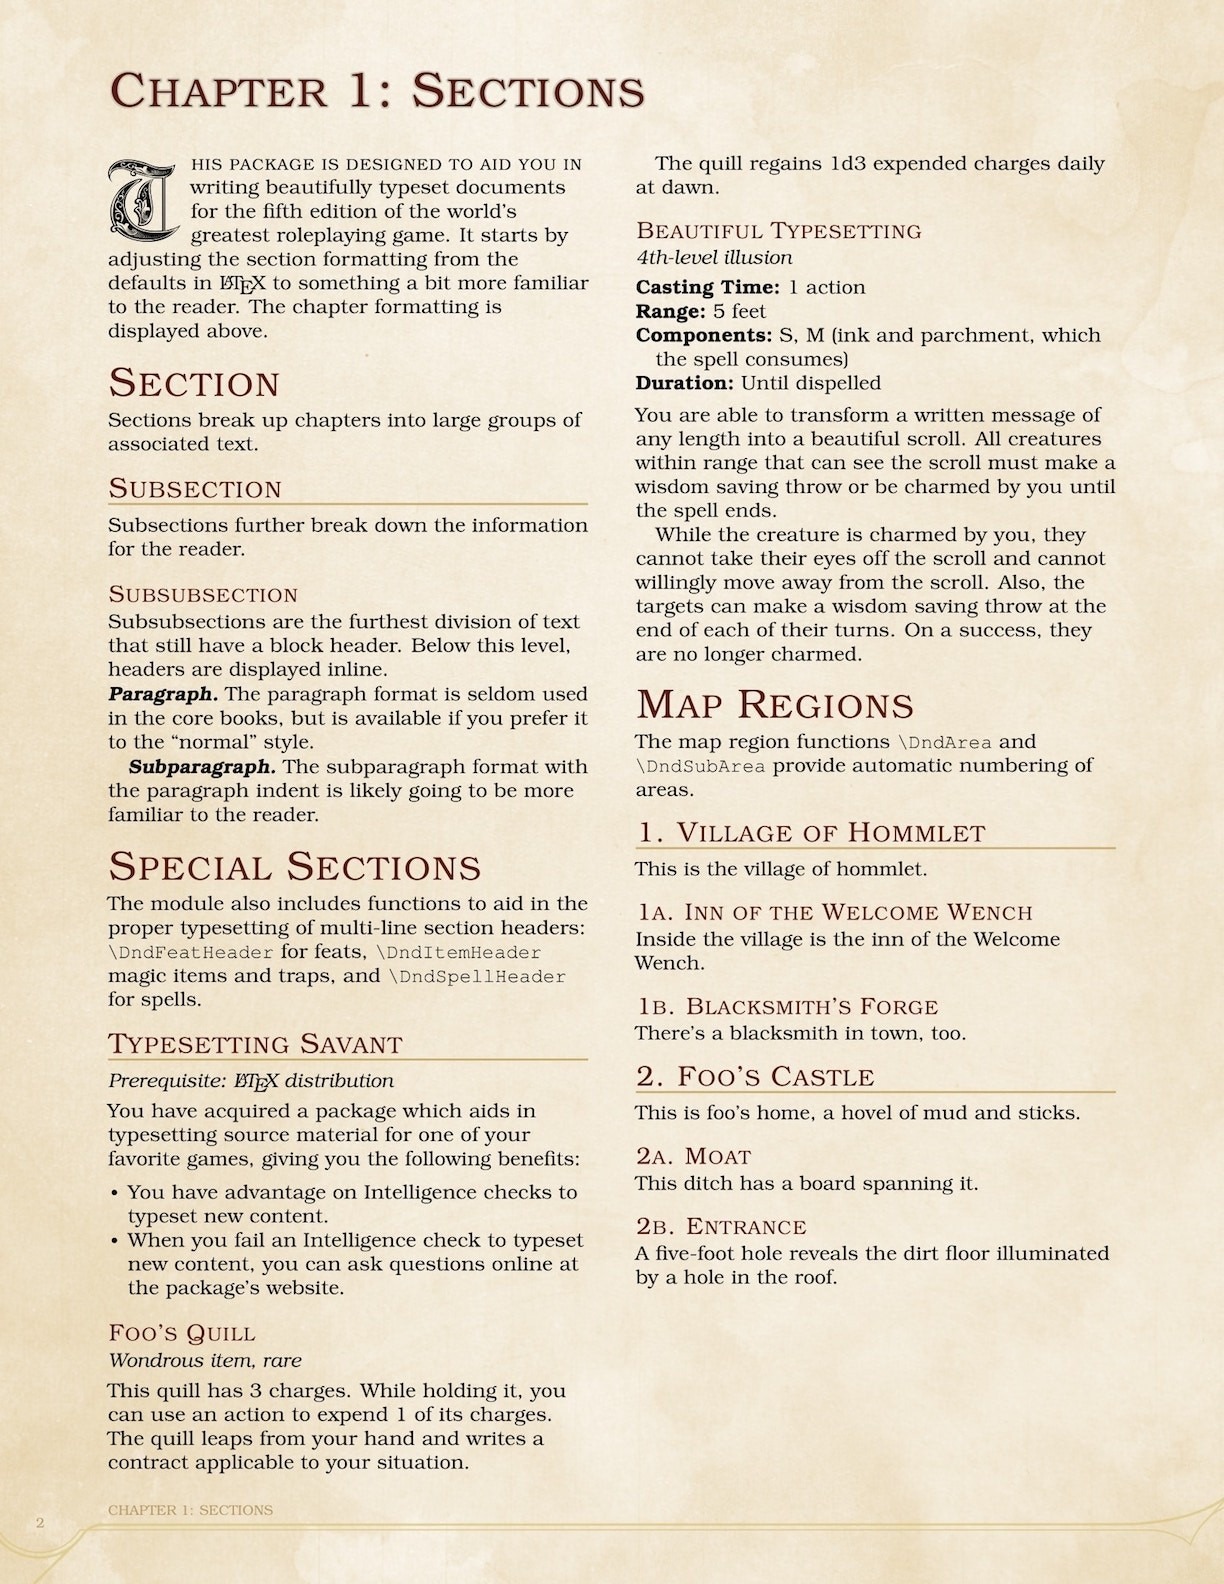 CHAPTER 1: SECTIONS
THIS PACKAGE IS DESIGNED TO AID YOU IN
writing beautifully typeset documents
for the fifth edition of the world's
greatest roleplaying game. It starts by
adjusting the section formatting from the
defaults in LATEX to something a bit more familiar
to the reader. The chapter formatting is
displayed above.
SECTION
Sections break up chapters into large groups of
associated text.
SUBSECTION
Subsections further break down the information
for the reader.
SUBSUBSECTION
Subsubsections are the furthest division of text
that still have a block header. Below this level,
headers are displayed inline.
Paragraph. The paragraph format is seldom used
in the core books, but is available if you prefer it
to the “normal” style.
Subparagraph. The subparagraph format with
the paragraph indent is likely going to be more
familiar to the reader.
SPECIAL SECTIONS
The module also includes functions to aid in the
proper typesetting of multi-line section headers:
\DndFeatHeader for feats, \DndItemHeader
magic items and traps, and \DndSpellHeader
for spells.
TYPESETTING SAVANT
Prerequisite: LATEX distribution
You have acquired a package which aids in
typesetting source material for one of your
favorite games, giving you the following benefits:
• You have advantage on Intelligence checks to
typeset new content.
• When you fail an Intelligence check to typeset
new content, you can ask questions online at
the package's website.
FOO'S QUILL
Wondrous item, rare
This quill has 3 charges. While holding it, you
can use an action to expend 1 of its charges.
The quill leaps from your hand and writes a
contract applicable to your situation.
The quill regains 1d3 expended charges daily
at dawn.
BEAUTIFUL TYPESETTING
4th-level illusion
Casting Time: 1 action
Range: 5 feet
Components: S, M (ink and parchment, which
the spell consumes)
Duration: Until dispelled
You are able to transform a written message of
any length into a beautiful scroll. All creatures
within range that can see the scroll must make a
wisdom saving throw or be charmed by you until
the spell ends.
While the creature is charmed by you, they
cannot take their eyes off the scroll and cannot
willingly move away from the scroll. Also, the
targets can make a wisdom saving throw at the
end of each of their turns. On a success, they
are no longer charmed.
MAP REGIONS
The map region functions \DndArea and
\DndSubArea provide automatic numbering of
areas.
1. VILLAGE OF HOMMLET
This is the village of hommlet.
1A. INN OF THE WELCOME WENCH
Inside the village is the inn of the Welcome
Wench.
1B. BLACKSMITH'S FORGE
There's a blacksmith in town, too.
2. FOO'S CASTLE
This is foo's home, a hovel of mud and sticks.
2A. MOAT
This ditch has a board spanning it.
2B. ENTRANCE
A five-foot hole reveals the dirt floor illuminated
by a hole in the roof.
CHAPTER 1: SECTIONS
2